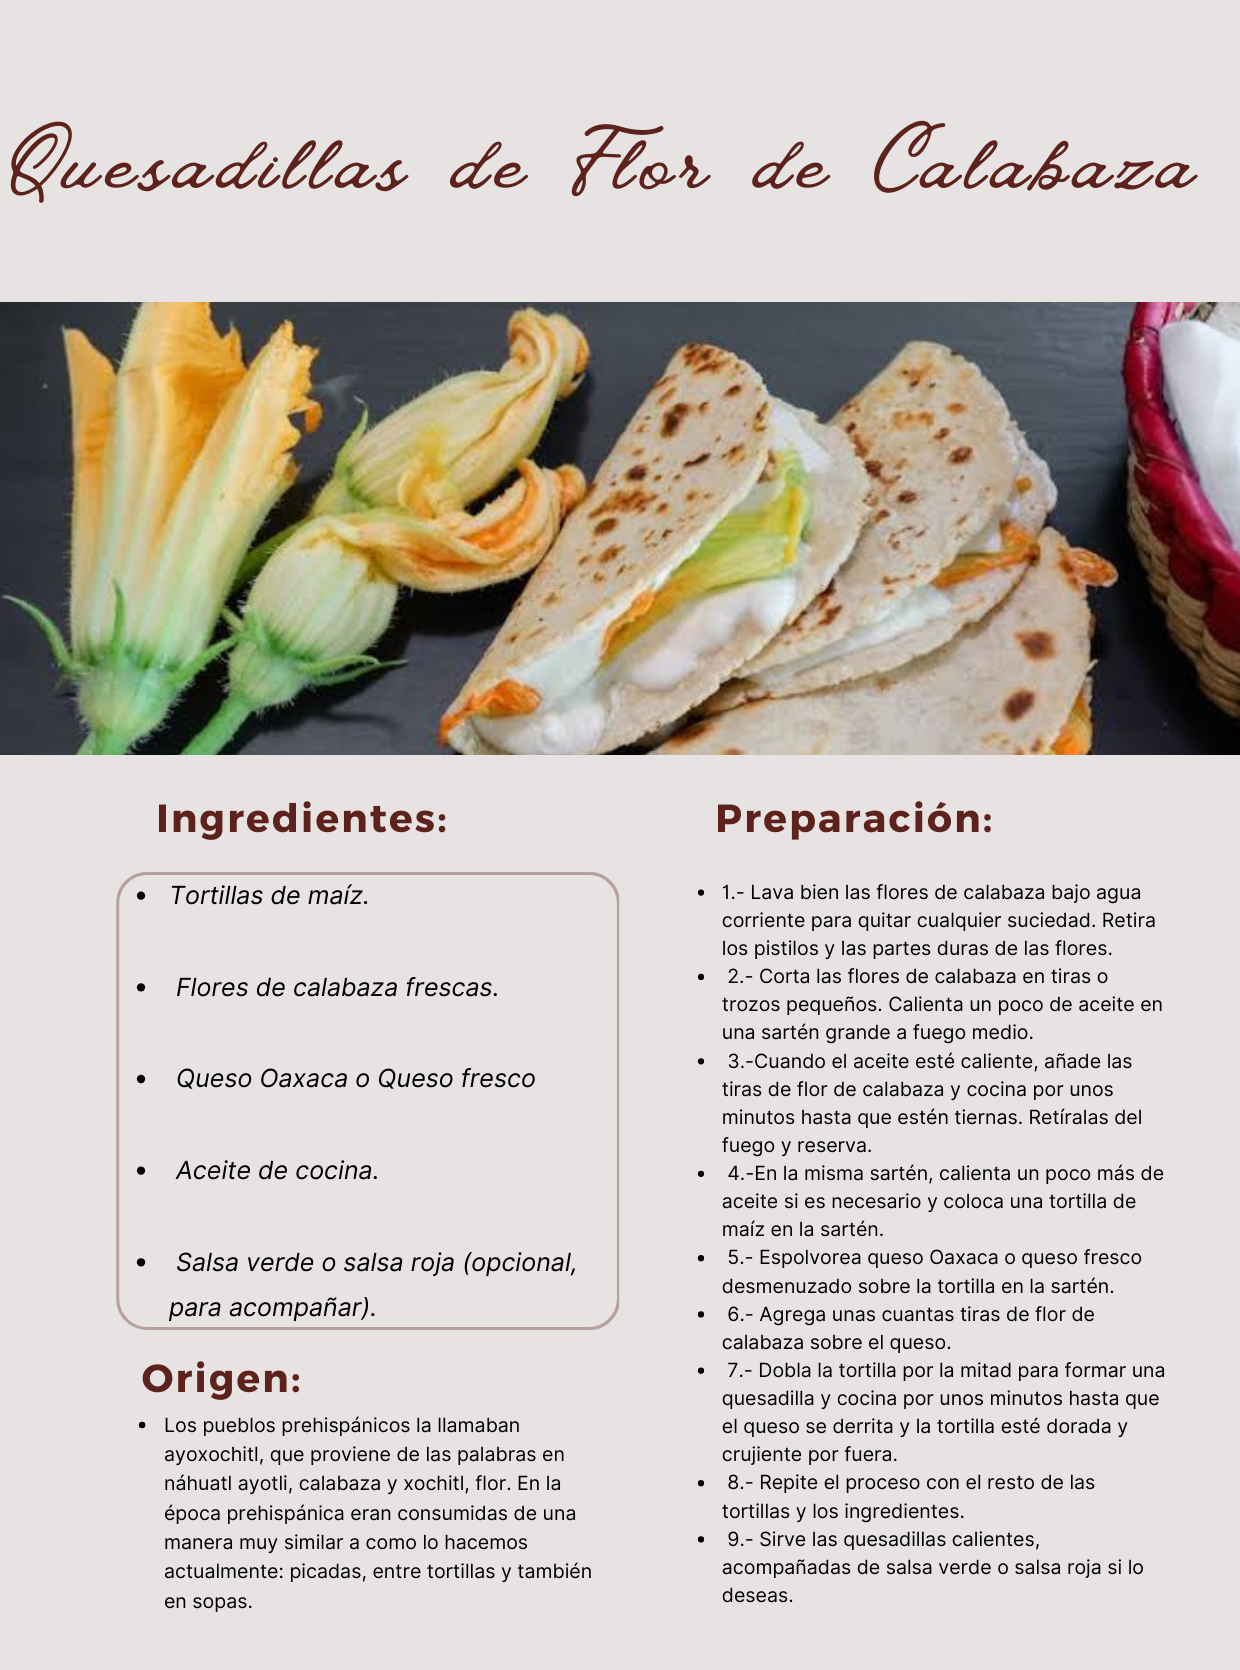 Quesadillas de Flor de Calabaza
Ingredientes:
• Tortillas de maíz.
• Flores de calabaza frescas.
• Queso Oaxaca o Queso fresco
• Aceite de cocina.
• Salsa verde o salsa roja (opcional,
para acompañar).
Origen:
• Los pueblos prehispánicos la llamaban
ayoxochitl, que proviene de las palabras en
náhuatl ayotli, calabaza y xochitl, flor. En la
época prehispánica eran consumidas de una
manera muy similar a como lo hacemos
actualmente: picadas, entre tortillas y también
en sopas.
Preparación:
• 1.- Lava bien las flores de calabaza bajo agua
corriente para quitar cualquier suciedad. Retira
los pistilos y las partes duras de las flores.
• 2.- Corta las flores de calabaza en tiras o
trozos pequeños. Calienta un poco de aceite en
una sartén grande a fuego medio.
• 3.-Cuando el aceite esté caliente, añade las
tiras de flor de calabaza y cocina por unos
minutos hasta que estén tiernas. Retíralas del
fuego y reserva.
• 4.-En la misma sartén, calienta un poco más de
aceite si es necesario y coloca una tortilla de
maíz en la sartén.
• 5.- Espolvorea queso Oaxaca o queso fresco
desmenuzado sobre la tortilla en la sartén.
• 6.- Agrega unas cuantas tiras de flor de
calabaza sobre el queso.
• 7.- Dobla la tortilla por la mitad para formar una
quesadilla y cocina por unos minutos hasta que
el queso se derrita y la tortilla esté dorada y
crujiente por fuera.
• 8.- Repite el proceso con el resto de las
tortillas y los ingredientes.
• 9.- Sirve las quesadillas calientes,
acompañadas de salsa verde o salsa roja si lo
deseas.